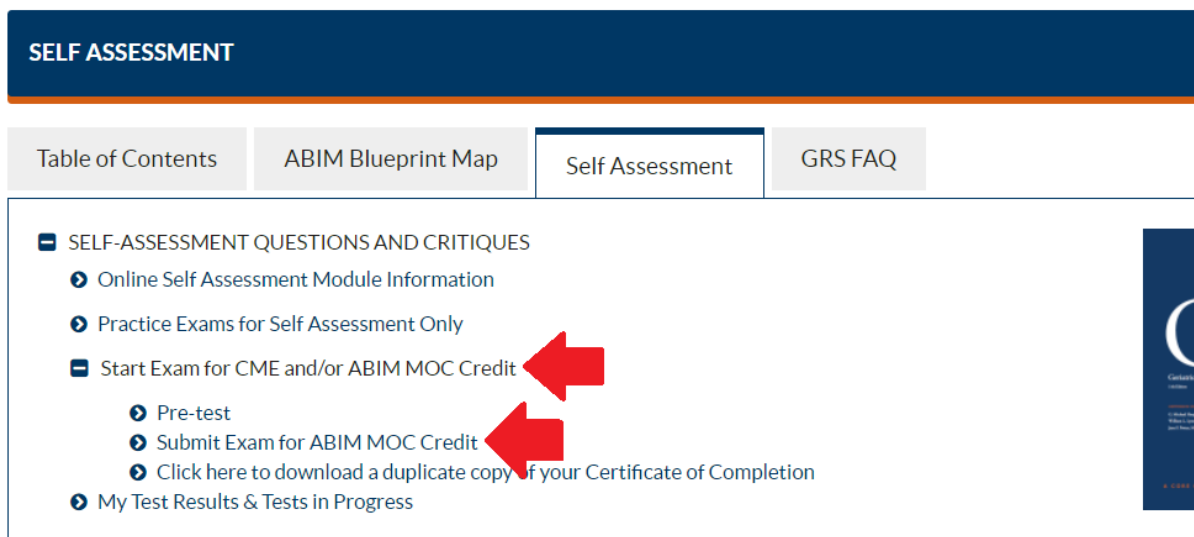 SELF ASSESSMENT
Table of Contents
ABIM Blueprint Map
Self Assessment
GRS FAQ
SELF-ASSESSMENT QUESTIONS AND CRITIQUES
Online Self Assessment Module Information
Practice Exams for Self Assessment Only
Start Exam for CME and/or ABIM MOC Credit
Pre-test
Submit Exam for ABIM MOC Credit
Click here to download a duplicate copy of your Certificate of Completion
My Test Results & Tests in Progress